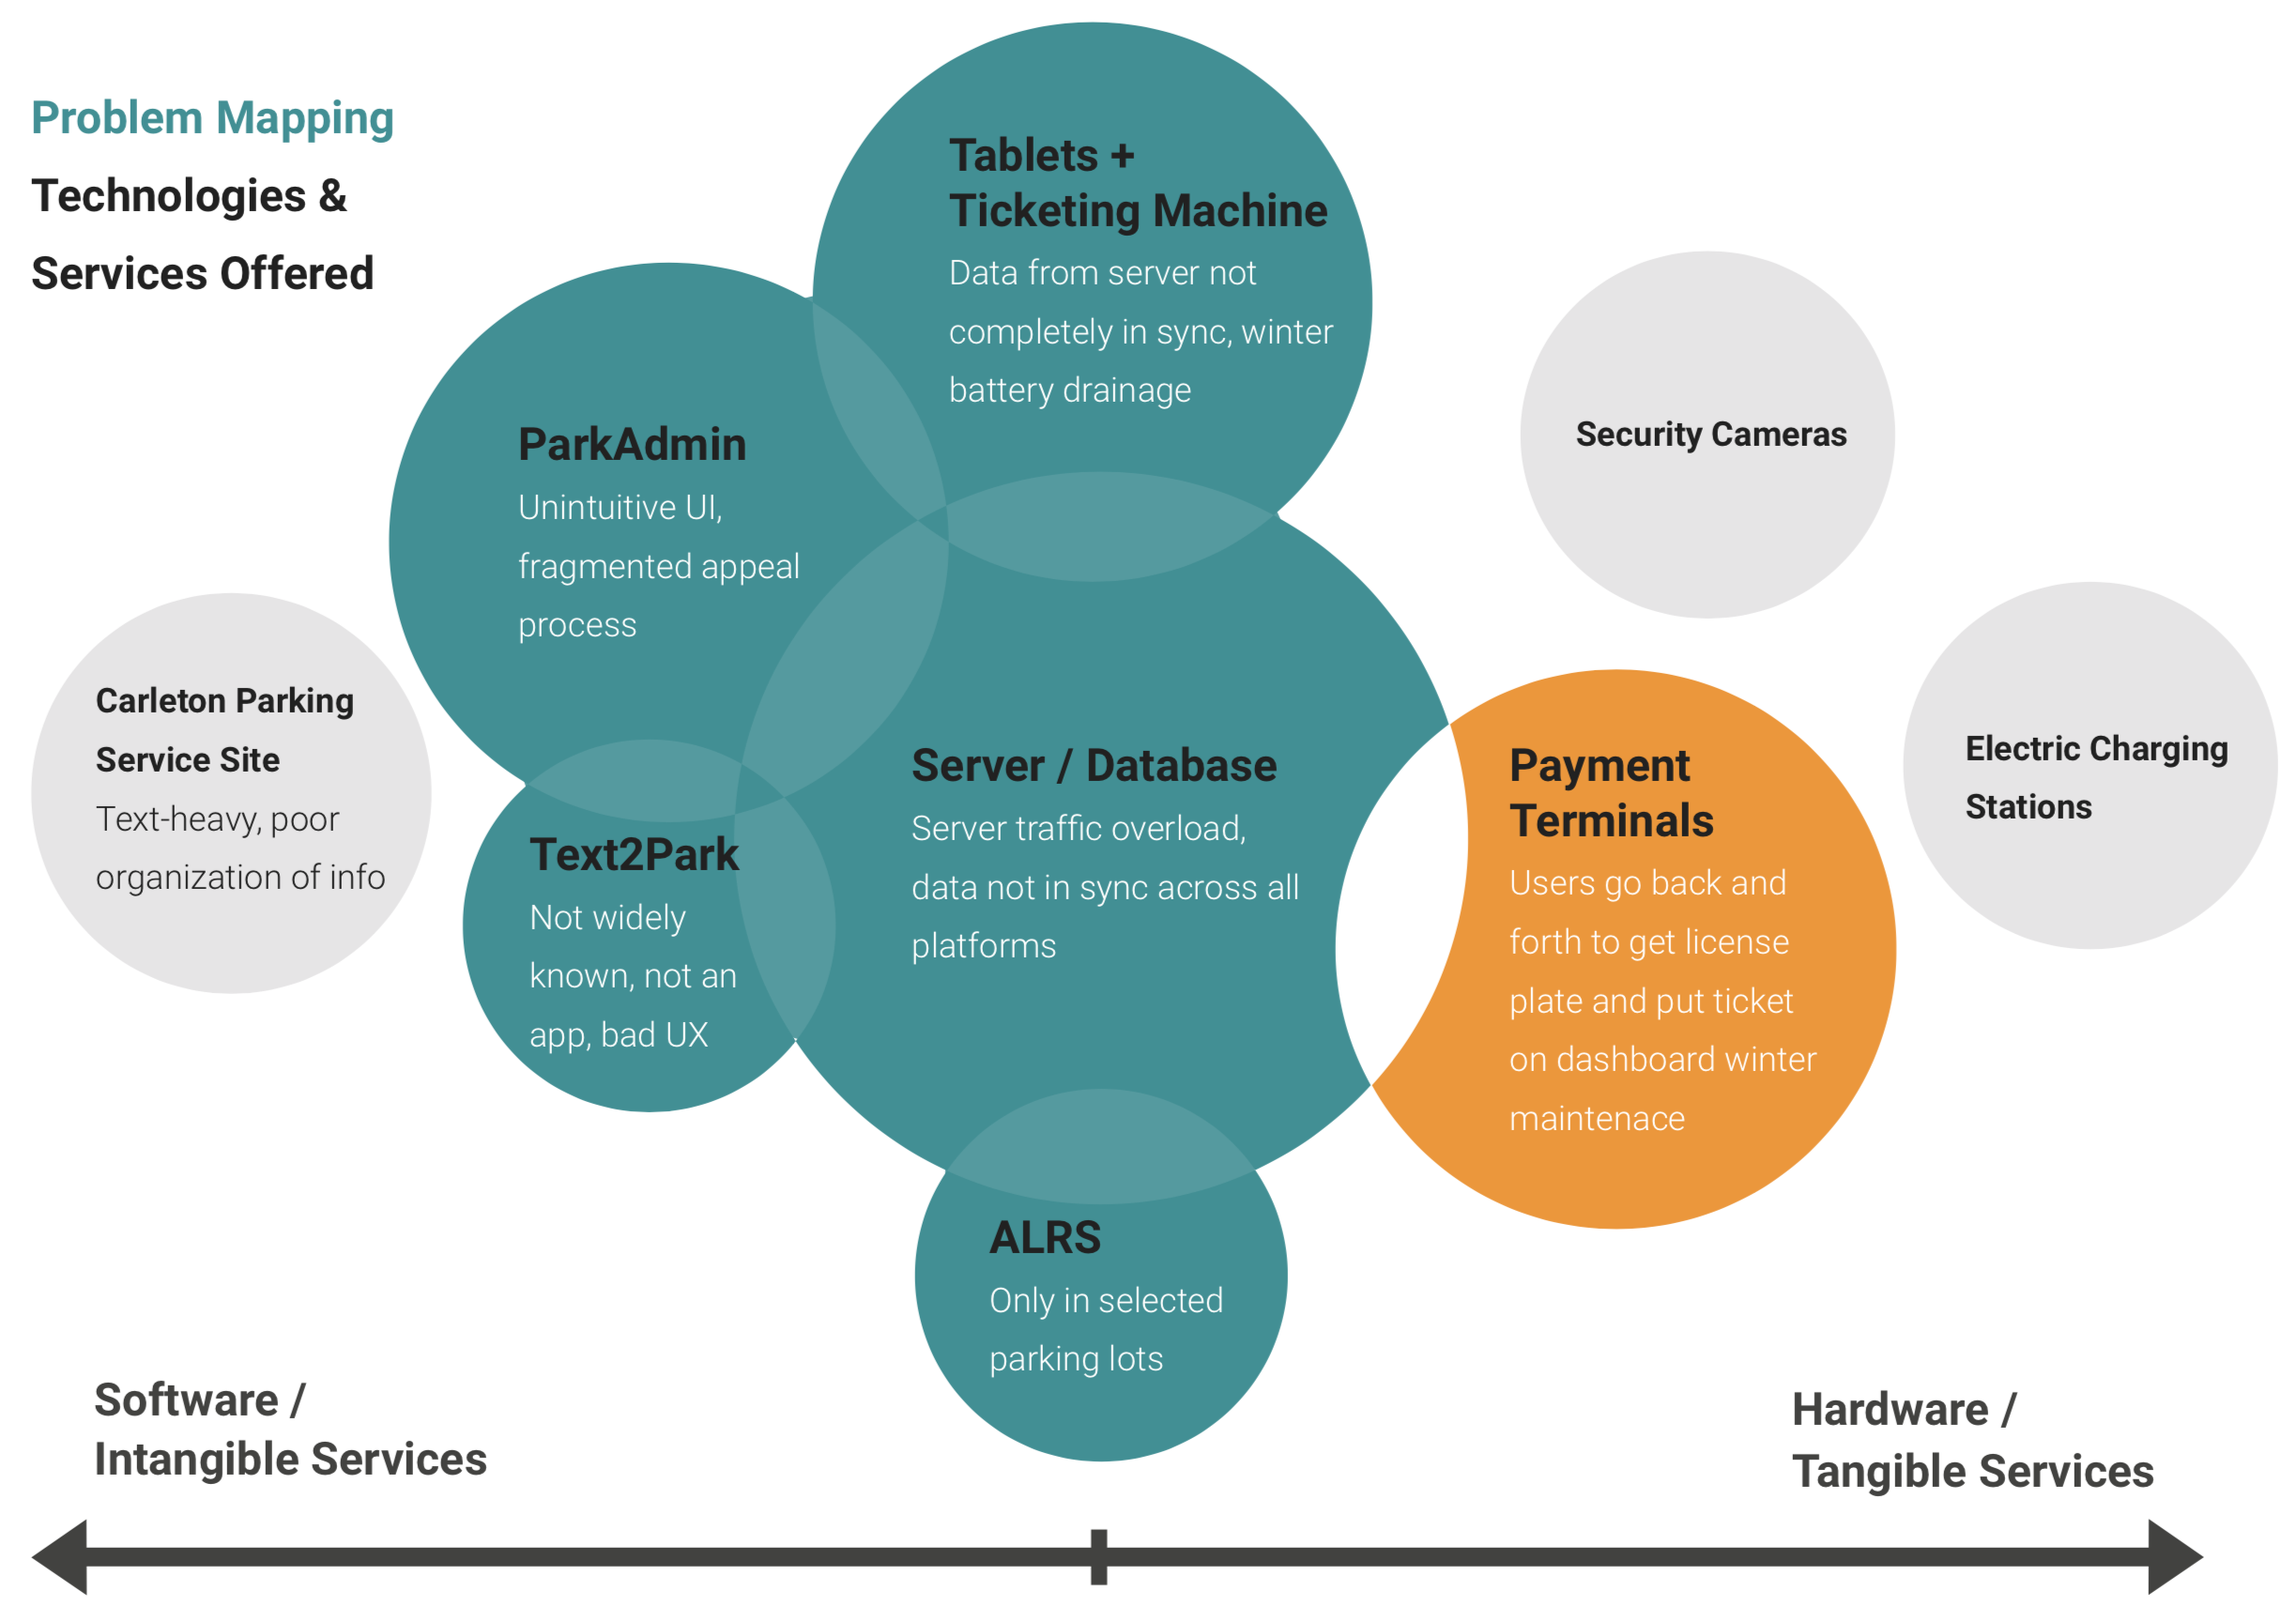 Problem Mapping
Technologies &
Services Offered
Tablets +
Ticketing Machine
Data from server not
completely in sync, winter
battery drainage
ParkAdmin
Unintuitive UI,
fragmented appeal
process
Security Cameras
Carleton Parking
Service Site
Text-heavy, poor
organization of info
Text2Park
Not widely
known, not an
app, bad UX
Server / Database
Server traffic overload,
data not in sync across all
platforms
Payment
Terminals
Users go back and
forth to get license
plate and put ticket
on dashboard winter
maintenace
Electric Charging
Stations
ALRS
Only in selected
parking lots
Software /
Intangible Services
Hardware /
Tangible Services